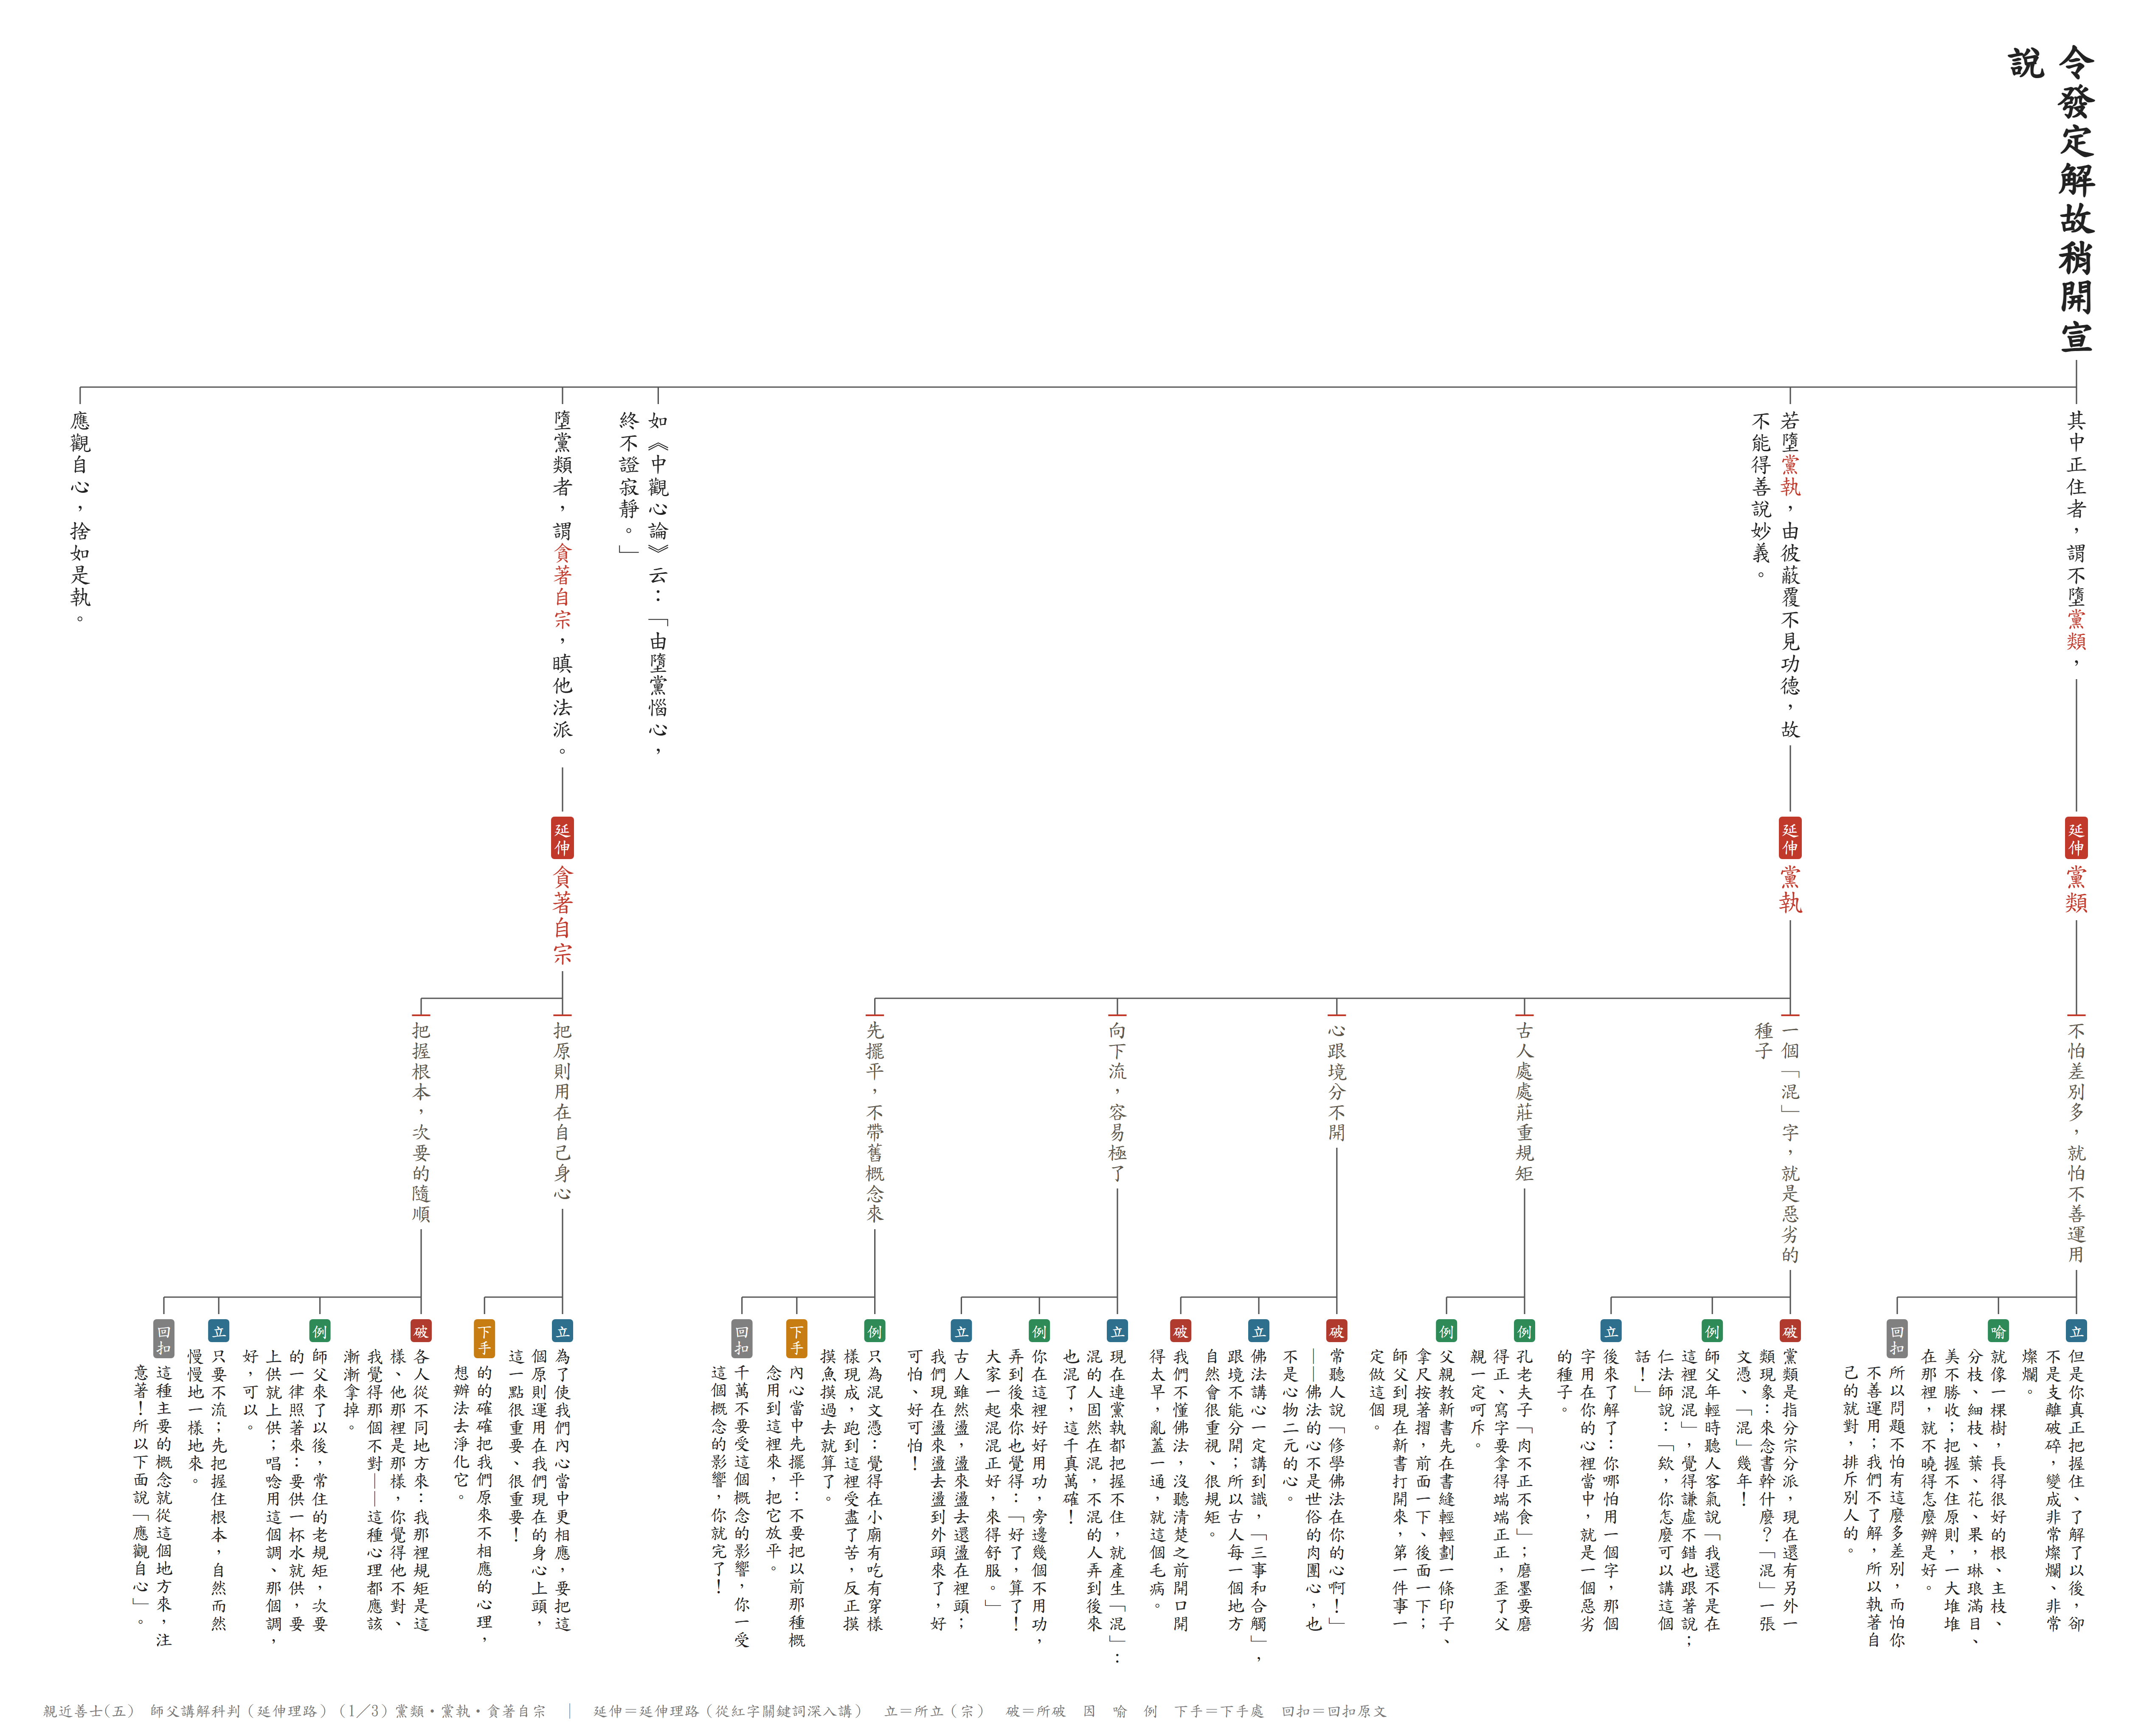 令發定解故稍開宣
說
其中正住者，謂不墮黨類，
若墮黨執，由彼蔽覆不見功德，故
不能得善說妙義。
如《中觀心論》云：「由墮黨惱心，
終不證寂靜。」
墮黨類者，謂貪著自宗，瞋他法派。
應觀自心，捨如是執。
延伸
黨類
延伸
黨執
延伸
貪著自宗
不怕差別多，就怕不善運用
一個「混」字，就是惡劣的
種子
古人處處莊重規矩
心跟境分不開
向下流，容易極了
先擺平，不帶舊概念來
把原則用在自己身心
把握根本，次要的隨順
立
但是你真正把握住、了解了以後，卻
不是支離破碎，變成非常燦爛、非常
燦爛。
喻
就像一棵樹，長得很好的根、主枝、
分枝、細枝、葉、花、果，琳琅滿目、
美不勝收；把握不住原則，一大堆堆
在那裡，就不曉得怎麼辦是好。
回扣
所以問題不怕有這麼多差別，而怕你
不善運用；我們不了解，所以執著自
己的就對，排斥別人的。
破
黨類是指分宗分派，現在還有另外一
類現象：來念書幹什麼？「混」一張
文憑、「混」幾年！
例
師父年輕時聽人客氣說「我還不是在
這裡混混」，覺得謙虛不錯也跟著說；
仁法師說：「欸，你怎麼可以講這個
話！」
立
後來了解了：你哪怕用一個字，那個
字用在你的心裡當中，就是一個惡劣
的種子。
例
孔老夫子「肉不正不食」；磨墨要磨
得正、寫字要拿得端端正正，歪了父
親一定呵斥。
例
父親教新書先在書縫輕輕劃一條印子、
拿尺按著摺，前面一下、後面一下；
師父到現在新書打開來，第一件事一
定做這個。
破
常聽人說「修學佛法在你的心啊！」
——佛法的心不是世俗的肉團心，也
不是心物二元的心。
立
佛法講心一定講到識，「三事和合觸」，
跟境不能分開；所以古人每一個地方
自然會很重視、很規矩。
破
我們不懂佛法，沒聽清楚之前開口開
得太早，亂蓋一通，就這個毛病。
立
現在連黨執都把握不住，就產生「混」：
混的人固然在混，不混的人弄到後來
也混了，這千真萬確！
例
你在這裡好好用功，旁邊幾個不用功，
弄到後來你也覺得：「好了，算了！
大家一起混混正好，來得舒服。」
立
古人雖然盪，盪來盪去還盪在裡頭；
我們現在盪來盪去盪到外頭來了，好
可怕、好可怕！
例
只為混文憑：覺得在小廟有吃有穿樣
樣現成，跑到這裡受盡了苦，反正摸
摸魚摸過去就算了。
下手
內心當中先擺平：不要把以前那種概
念用到這裡來，把它放平。
回扣
千萬不要受這個概念的影響，你一受
這個概念的影響，你就完了！
立
為了使我們內心當中更相應，要把這
個原則運用在我們現在的身心上頭，
這一點很重要、很重要！
下手
的的確確把我們原來不相應的心理，
想辦法去淨化它。
破
各人從不同地方來：我那裡規矩是這
樣、他那裡是那樣，你覺得他不對、
我覺得那個不對——這種心理都應該
漸漸拿掉。
例
師父來了以後，常住的老規矩，次要
的一律照著來：要供一杯水就供，要
上供就上供；唱唸用這個調、那個調，
好，可以。
立
只要不流；先把握住根本，自然而然
慢慢地一樣地來。
回扣
這種主要的概念就從這個地方來，注
意著！所以下面說「應觀自心」。
親近善士(五)　師父講解科判（延伸理路）（1／3）黨類・黨執・貪著自宗　｜　延伸＝延伸理路（從紅字關鍵詞深入講）　立＝所立（宗）　破＝所破　因　喻　例　下手＝下手處　回扣＝回扣原文